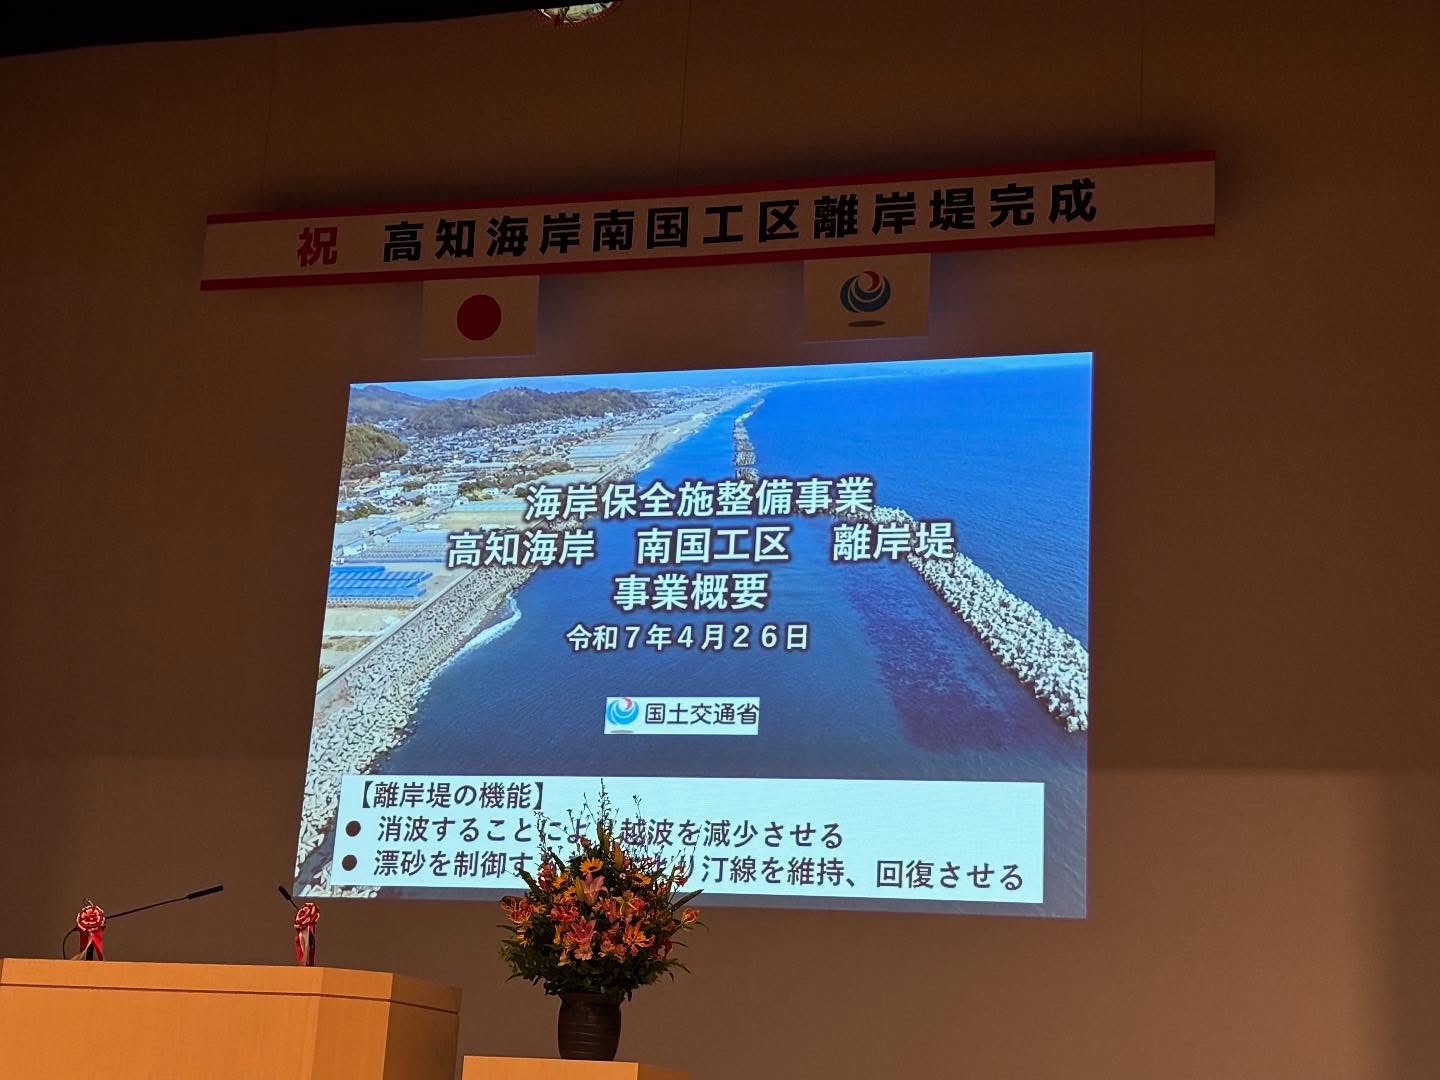 祝 高知海岸南国工区離岸堤完成
海岸保全施整備事業
高知海岸 南国工区 離岸堤
事業概要
令和7年4月26日
国土交通省
【離岸堤の機能】
● 消波することにより越波を減少させる
● 漂砂を制御す より汀線を維持、回復させる